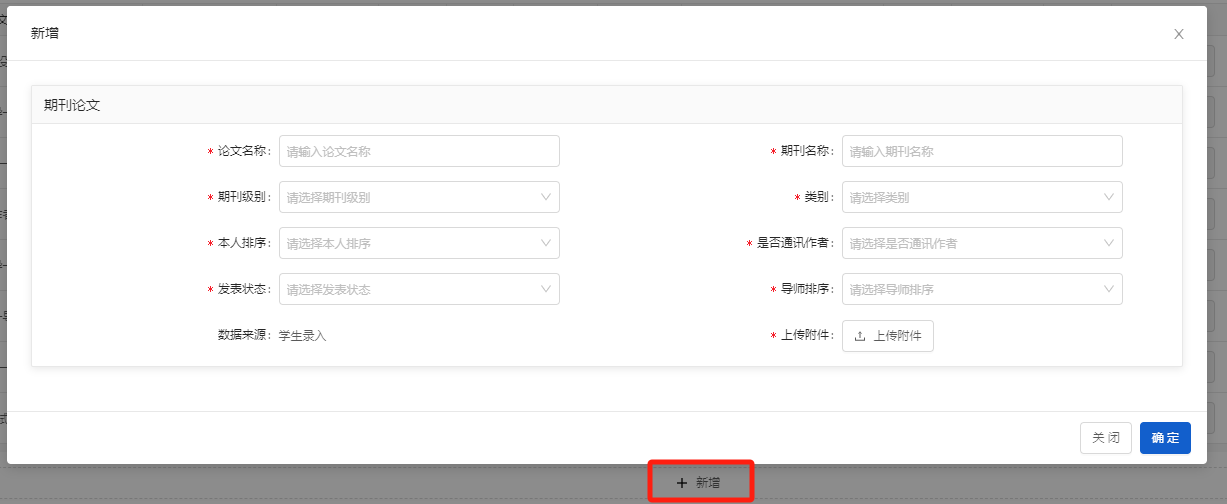 新增
期刊论文
* 论文名称: 请输入论文名称
* 期刊名称: 请输入期刊名称
* 期刊级别: 请选择期刊级别
* 类别: 请选择类别
* 本人排序: 请选择本人排序
* 是否通讯作者: 请选择是否通讯作者
* 发表状态: 请选择发表状态
* 导师排序: 请选择导师排序
数据来源: 学生录入
* 上传附件: 上传附件
关 闭
确 定
+ 新增